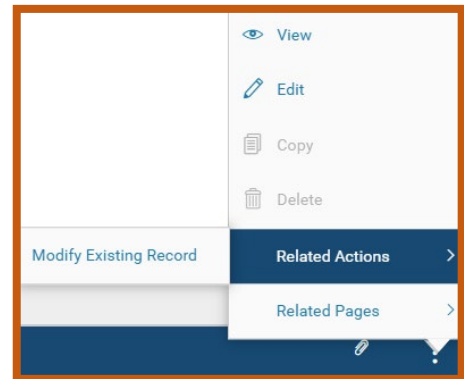 View
Edit
Copy
Delete
Modify Existing Record
Related Actions
Related Pages